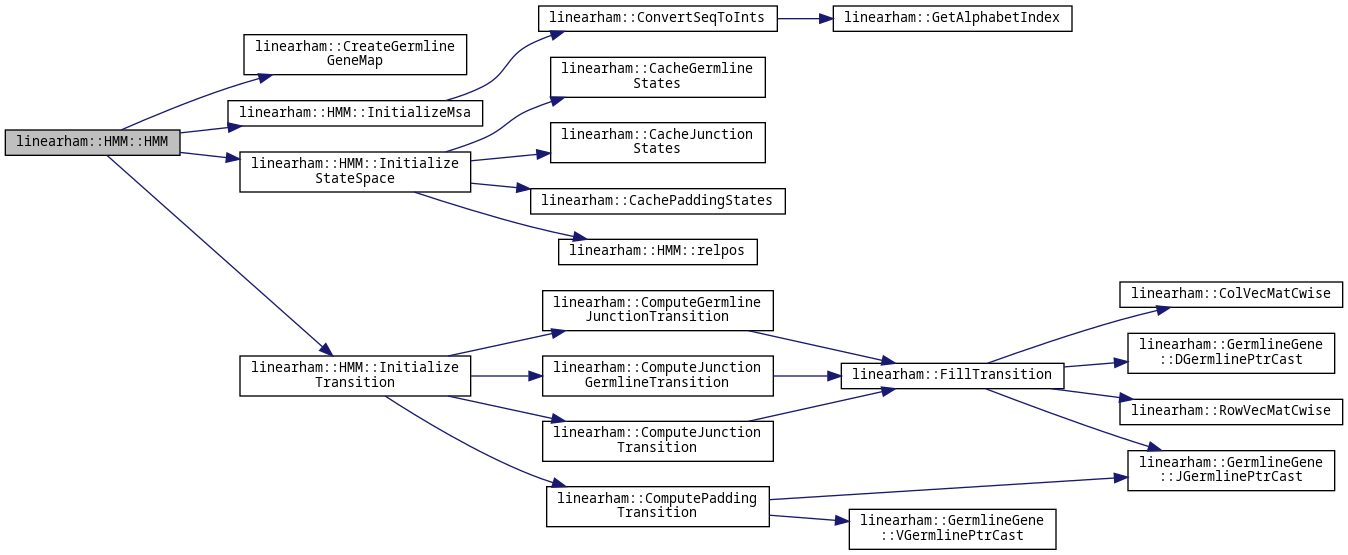 linearham::HMM::HMM
linearham::CreateGermline
GeneMap
linearham::HMM::InitializeMsa
linearham::HMM::Initialize
StateSpace
linearham::HMM::Initialize
Transition
linearham::ConvertSeqToInts
linearham::CacheGermline
States
linearham::CacheJunction
States
linearham::CachePaddingStates
linearham::HMM::relpos
linearham::ComputeGermline
JunctionTransition
linearham::ComputeJunction
GermlineTransition
linearham::ComputeJunction
Transition
linearham::ComputePadding
Transition
linearham::GetAlphabetIndex
linearham::FillTransition
linearham::GermlineGene
::VGermlinePtrCast
linearham::ColVecMatCwise
linearham::GermlineGene
::DGermlinePtrCast
linearham::RowVecMatCwise
linearham::GermlineGene
::JGermlinePtrCast